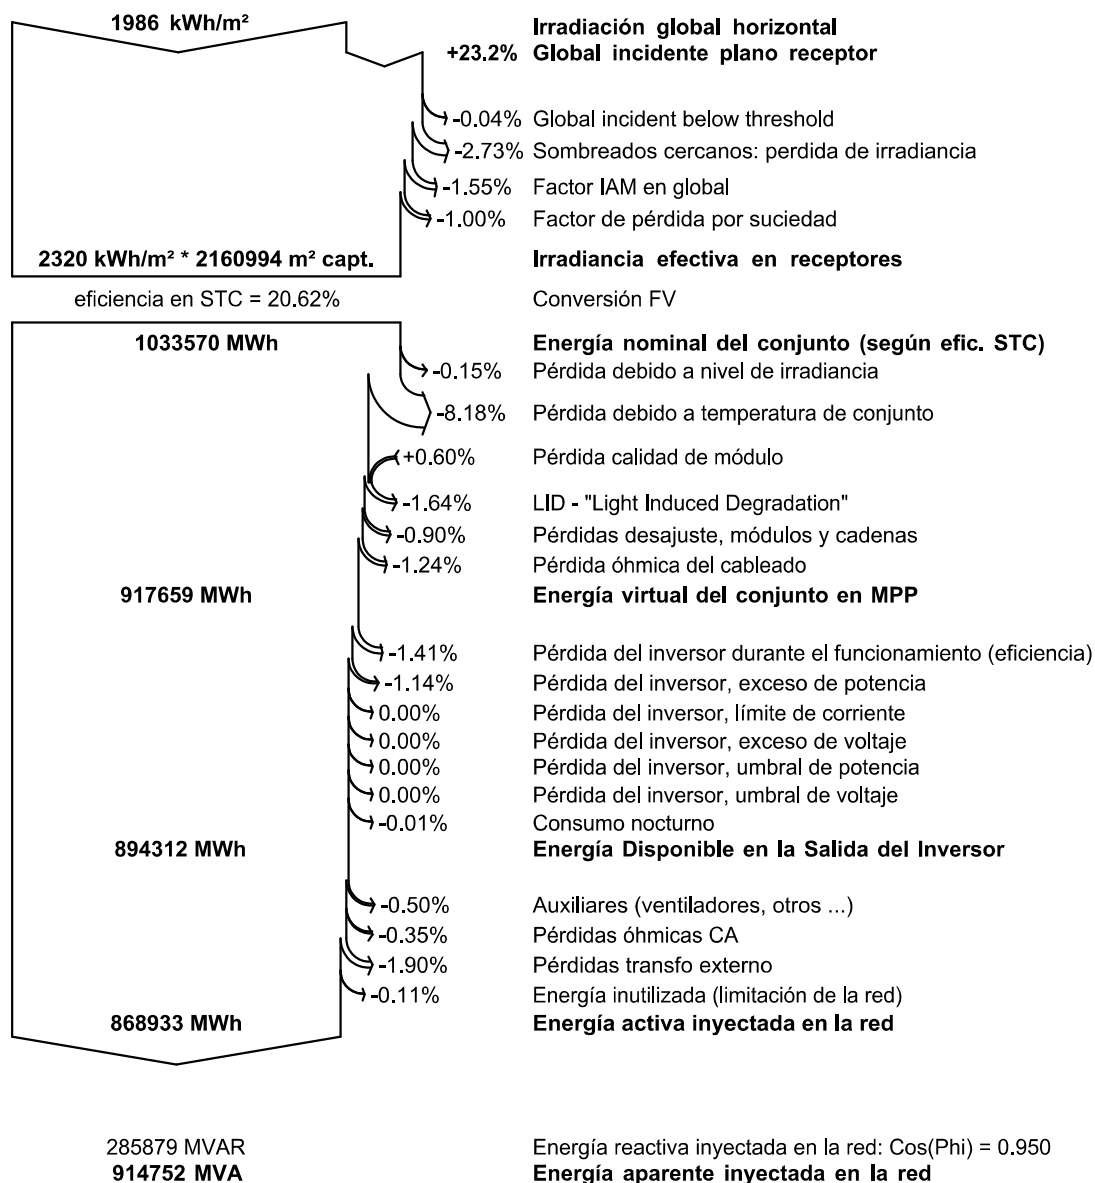 1986 kWh/m² Irradiación global horizontal
+23.2% Global incidente plano receptor
-0.04% Global incident below threshold
-2.73% Sombreados cercanos: perdida de irradiancia
-1.55% Factor IAM en global
-1.00% Factor de pérdida por suciedad
2320 kWh/m² * 2160994 m² capt. Irradiancia efectiva en receptores
eficiencia en STC = 20.62% Conversión FV
1033570 MWh Energía nominal del conjunto (según efic. STC)
-0.15% Pérdida debido a nivel de irradiancia
-8.18% Pérdida debido a temperatura de conjunto
+0.60% Pérdida calidad de módulo
-1.64% LID - "Light Induced Degradation"
-0.90% Pérdidas desajuste, módulos y cadenas
-1.24% Pérdida óhmica del cableado
917659 MWh Energía virtual del conjunto en MPP
-1.41% Pérdida del inversor durante el funcionamiento (eficiencia)
-1.14% Pérdida del inversor, exceso de potencia
0.00% Pérdida del inversor, límite de corriente
0.00% Pérdida del inversor, exceso de voltaje
0.00% Pérdida del inversor, umbral de potencia
0.00% Pérdida del inversor, umbral de voltaje
-0.01% Consumo nocturno
894312 MWh Energía Disponible en la Salida del Inversor
-0.50% Auxiliares (ventiladores, otros ...)
-0.35% Pérdidas óhmicas CA
-1.90% Pérdidas transfo externo
-0.11% Energía inutilizada (limitación de la red)
868933 MWh Energía activa inyectada en la red
285879 MVAR Energía reactiva inyectada en la red: Cos(Phi) = 0.950
914752 MVA Energía aparente inyectada en la red